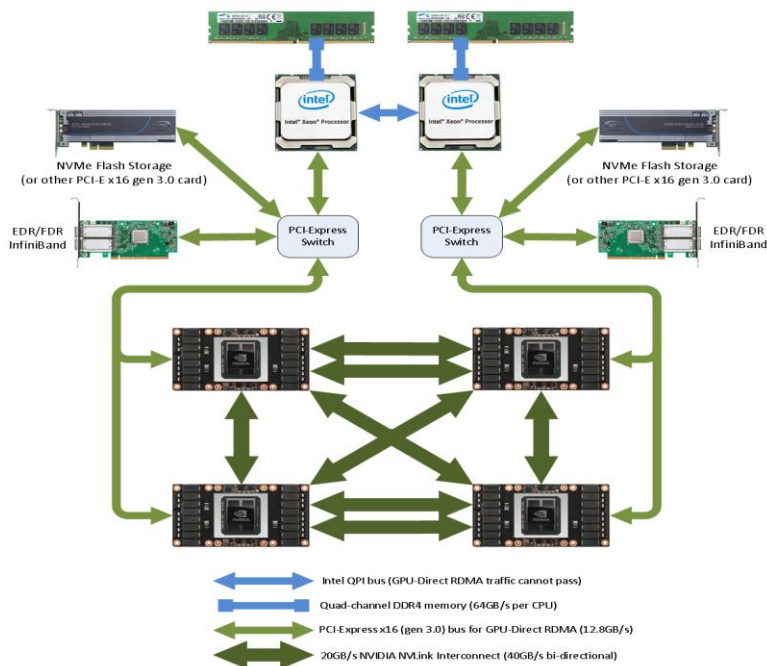 intel
Intel® Xeon® Processor
intel
Intel® Xeon® Processor
NVMe Flash Storage
(or other PCI-E x16 gen 3.0 card)
NVMe Flash Storage
(or other PCI-E x16 gen 3.0 card)
EDR/FDR
InfiniBand
PCI-Express
Switch
PCI-Express
Switch
EDR/FDR
InfiniBand
NVIDIA
NVIDIA
NVIDIA
NVIDIA
Intel QPI bus (GPU-Direct RDMA traffic cannot pass)
Quad-channel DDR4 memory (64GB/s per CPU)
PCI-Express x16 (gen 3.0) bus for GPU-Direct RDMA (12.8GB/s)
20GB/s NVIDIA NVLink Interconnect (40GB/s bi-directional)